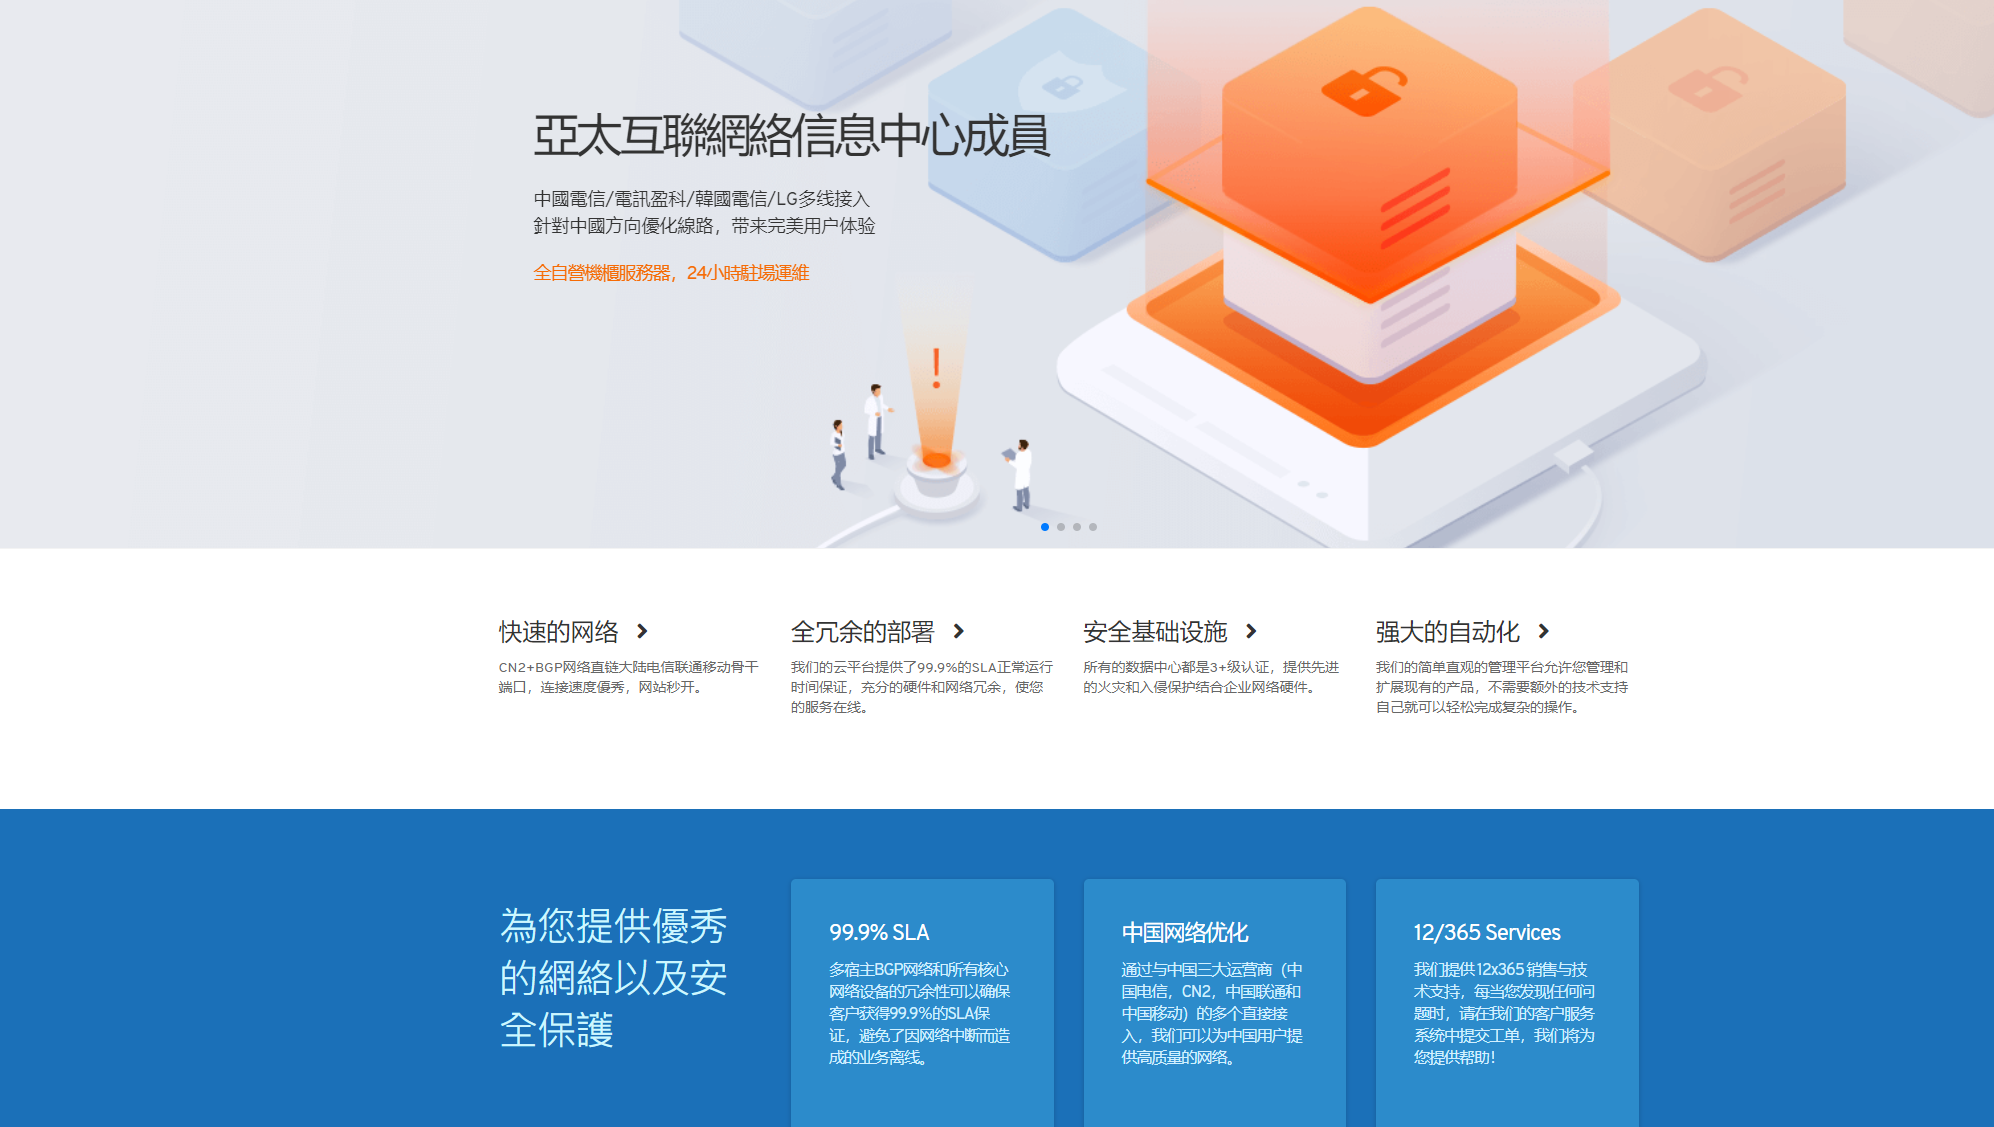 亞太互聯網絡信息中心成員
中國電信/電訊盈科/韓國電信/LG多线接入
針對中國方向優化線路，带来完美用户体验
全自營機櫃服務器，24小時駐場運維
快速的网络
CN2+BGP网络直链大陆电信联通移动骨干
端口，连接速度優秀，网站秒开。
全冗余的部署
我们的云平台提供了99.9%的SLA正常运行
时间保证，充分的硬件和网络冗余，使您
的服务在线。
安全基础设施
所有的数据中心都是3+级认证，提供先进
的火灾和入侵保护结合企业网络硬件。
强大的自动化
我们的简单直观的管理平台允许您管理和
扩展现有的产品，不需要额外的技术支持
自己就可以轻松完成复杂的操作。
為您提供優秀
的網絡以及安
全保護
99.9% SLA
多宿主BGP网络和所有核心
网络设备的冗余性可以确保
客户获得99.9%的SLA保
证，避免了因网络中断而造
成的业务离线。
中国网络优化
通过与中国三大运营商（中
国电信，CN2，中国联通和
中国移动）的多个直接接
入，我们可以为中国用户提
供高质量的网络。
12/365 Services
我们提供 12x365 销售与技
术支持，每当您发现任何问
题时，请在我们的客户服务
系统中提交工单，我们将为
您提供帮助！